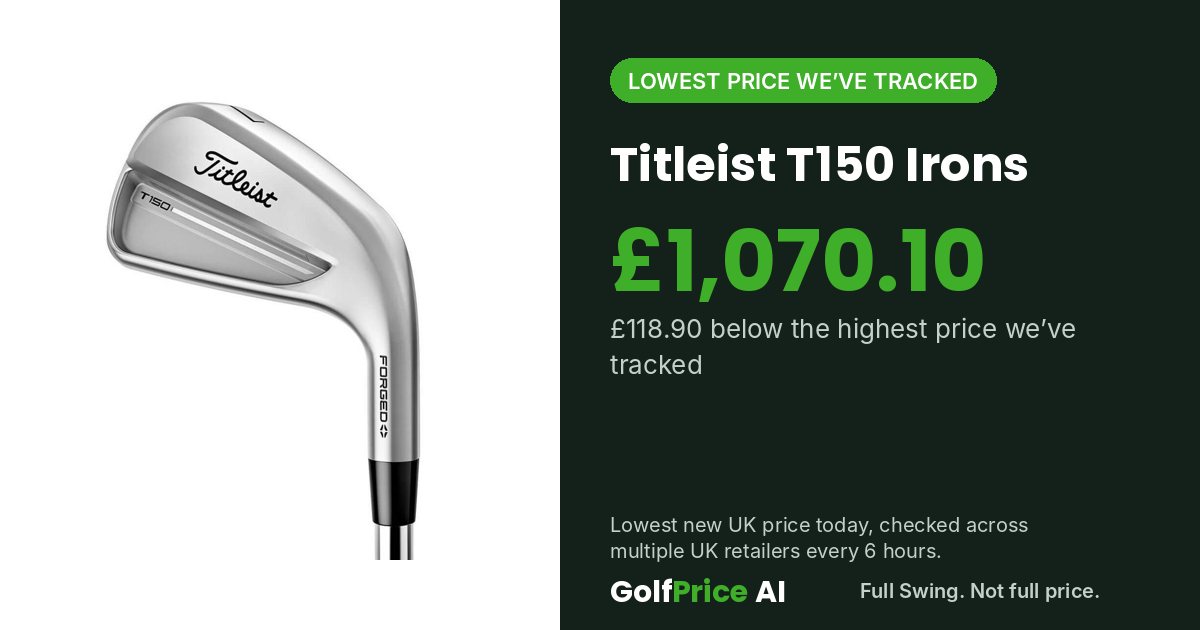 Titleist
T150
FORGED
LOWEST PRICE WE’VE TRACKED
Titleist T150 Irons
£1,070.10
£118.90 below the highest price we’ve
tracked
Lowest new UK price today, checked across
multiple UK retailers every 6 hours.
GolfPrice AI
Full Swing. Not full price.